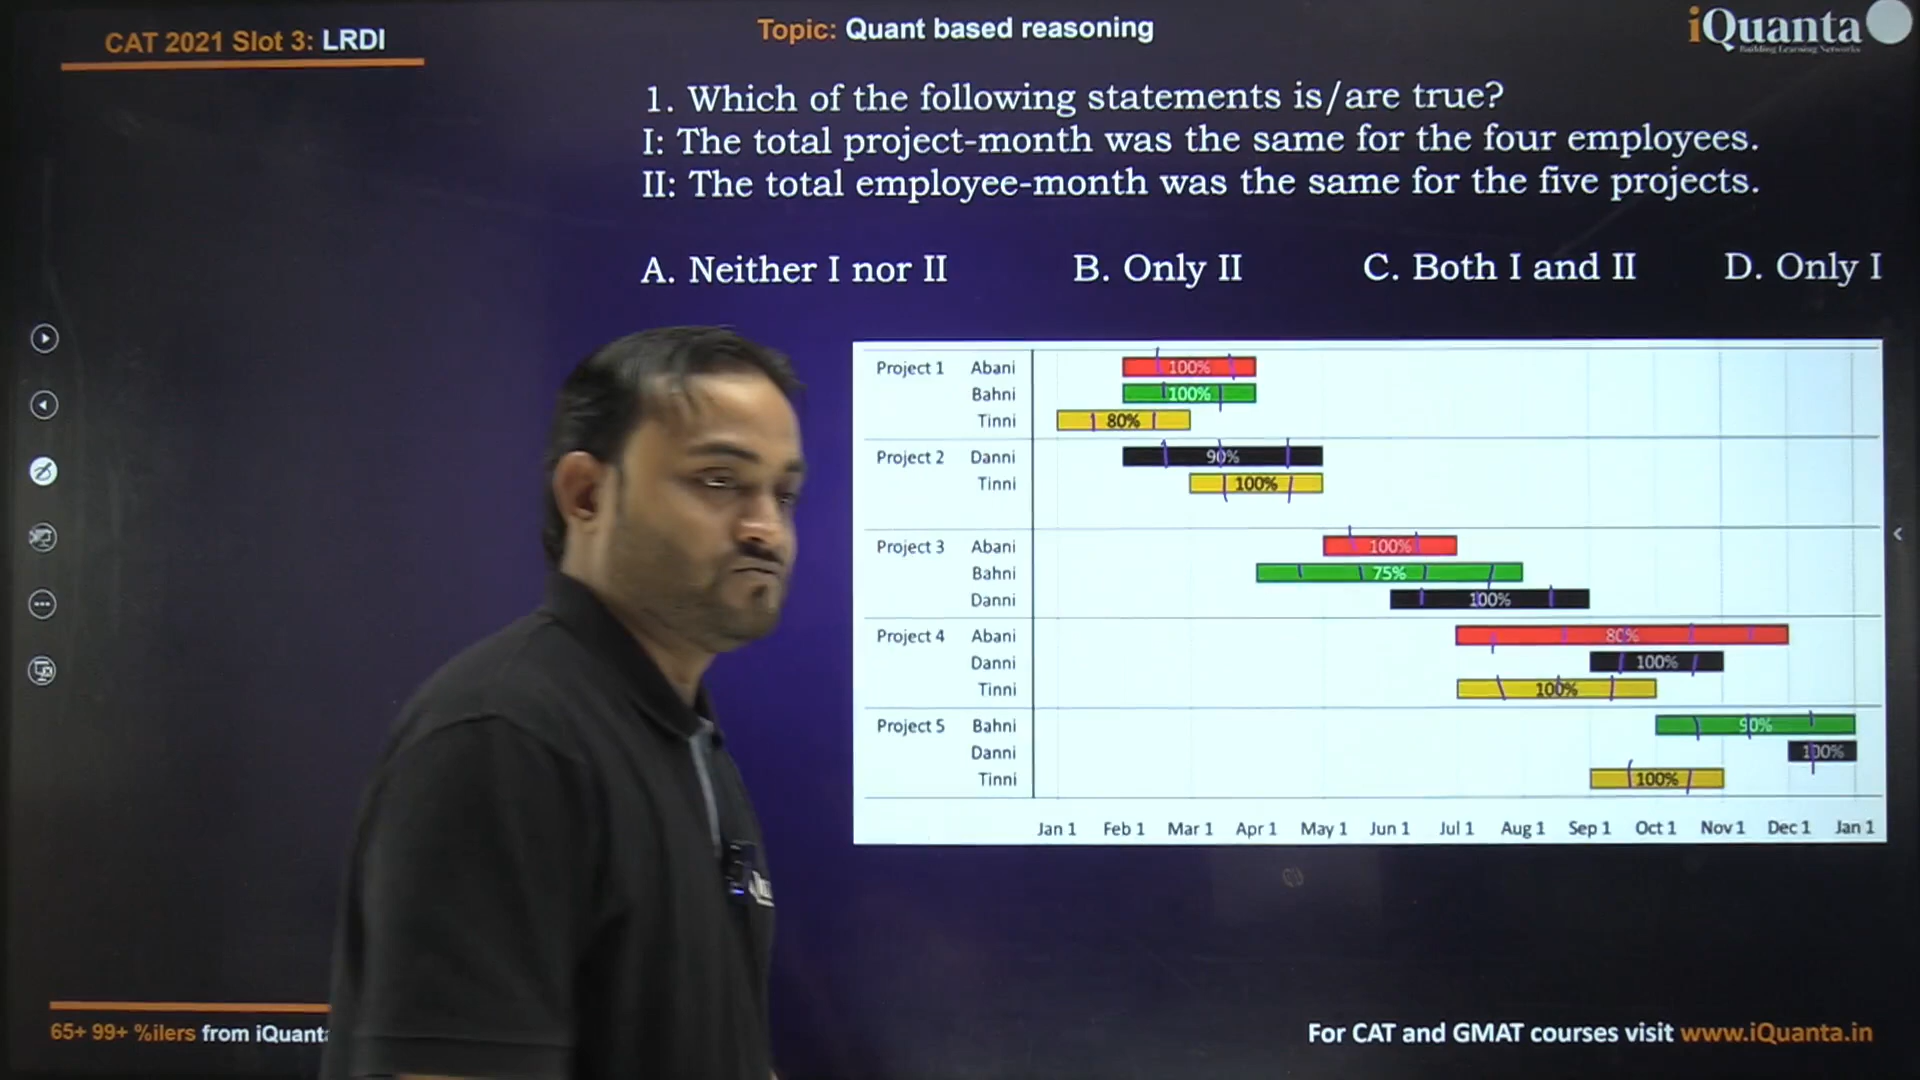 CAT 2021 Slot 3: LRDI
Topic: Quant based reasoning
iQuanta
Building Learning Networks
1. Which of the following statements is/are true?
I: The total project-month was the same for the four employees.
II: The total employee-month was the same for the five projects.
A. Neither I nor II B. Only II C. Both I and II D. Only I
Project 1 Abani 100%
Bahni 100%
Tinni 80%
Project 2 Danni 90%
Tinni 100%
Project 3 Abani 100%
Bahni 75%
Danni 100%
Project 4 Abani 80%
Danni 100%
Tinni 100%
Project 5 Bahni 90%
Danni 100%
Tinni 100%
Jan 1 Feb 1 Mar 1 Apr 1 May 1 Jun 1 Jul 1 Aug 1 Sep 1 Oct 1 Nov 1 Dec 1 Jan 1
65+ 99+ %ilers from iQuant
For CAT and GMAT courses visit www.iQuanta.in